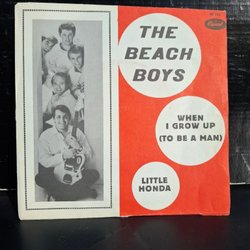 THE
BEACH
BOYS
WHEN
I GROW UP
(TO BE A MAN)
LITTLE
HONDA